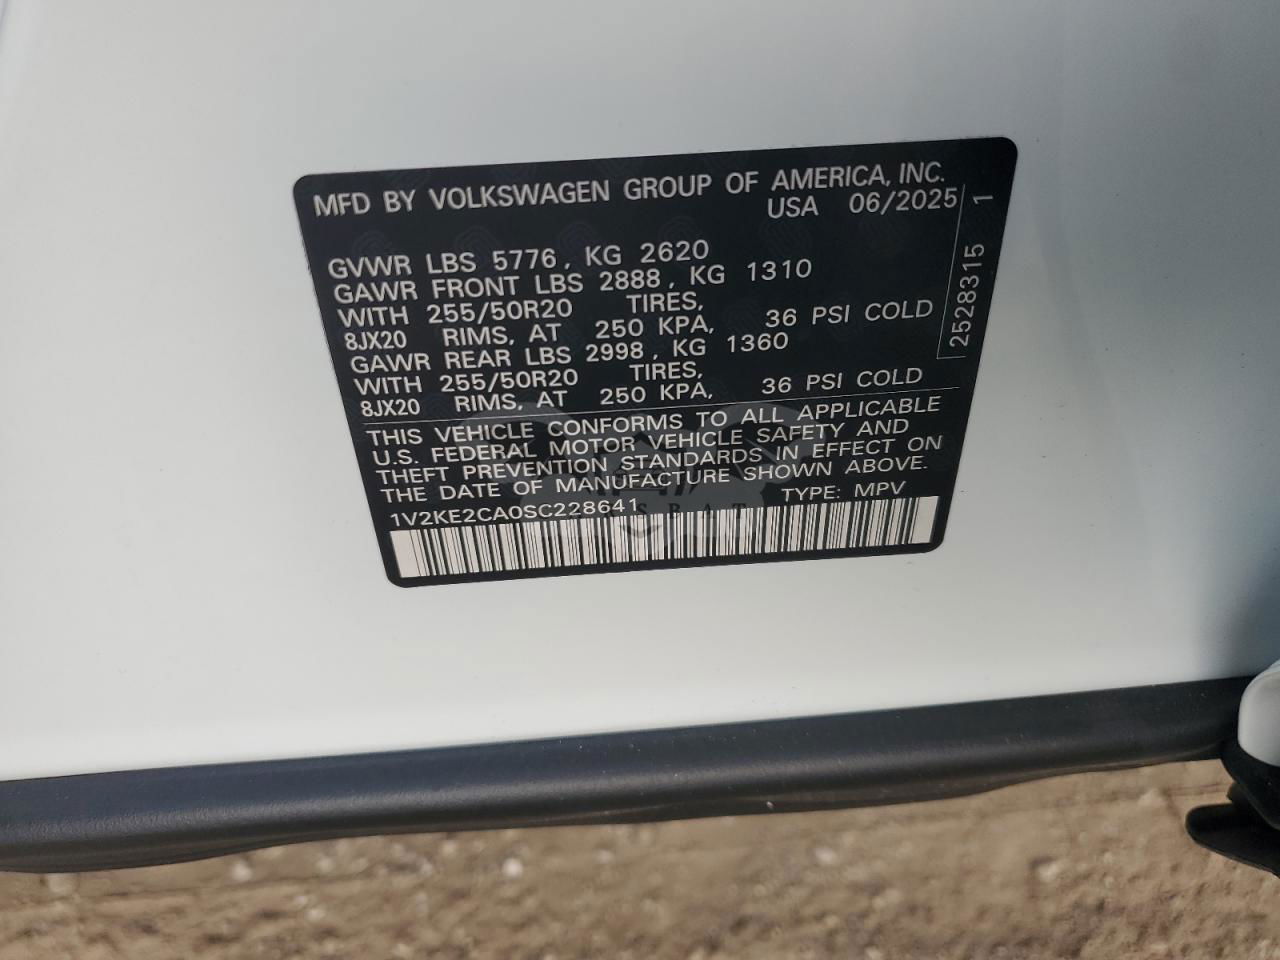 MFD BY VOLKSWAGEN GROUP OF AMERICA, INC.
USA 06/2025
GVWR LBS 5776, KG 2620
GAWR FRONT LBS 2888, KG 1310
WITH 255/50R20 TIRES,
8JX20 RIMS, AT 250 KPA, 36 PSI COLD
GAWR REAR LBS 2998, KG 1360
WITH 255/50R20 TIRES,
8JX20 RIMS, AT 250 KPA, 36 PSI COLD
THIS VEHICLE CONFORMS TO ALL APPLICABLE
U.S. FEDERAL MOTOR VEHICLE SAFETY AND
THEFT PREVENTION STANDARDS IN EFFECT ON
THE DATE OF MANUFACTURE SHOWN ABOVE.
1V2KE2CA0SC228641 TYPE: MPV
2528315 1